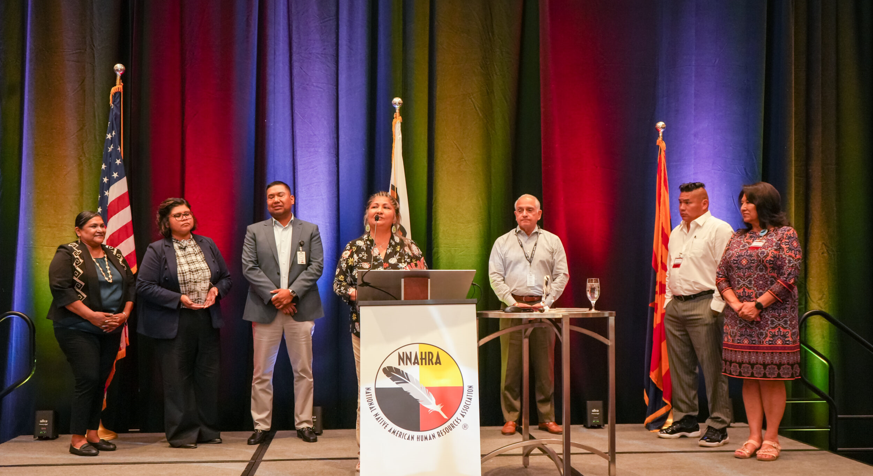 NNAHRA
NATIONAL NATIVE AMERICAN HUMAN RESOURCES ASSOCIATION
®